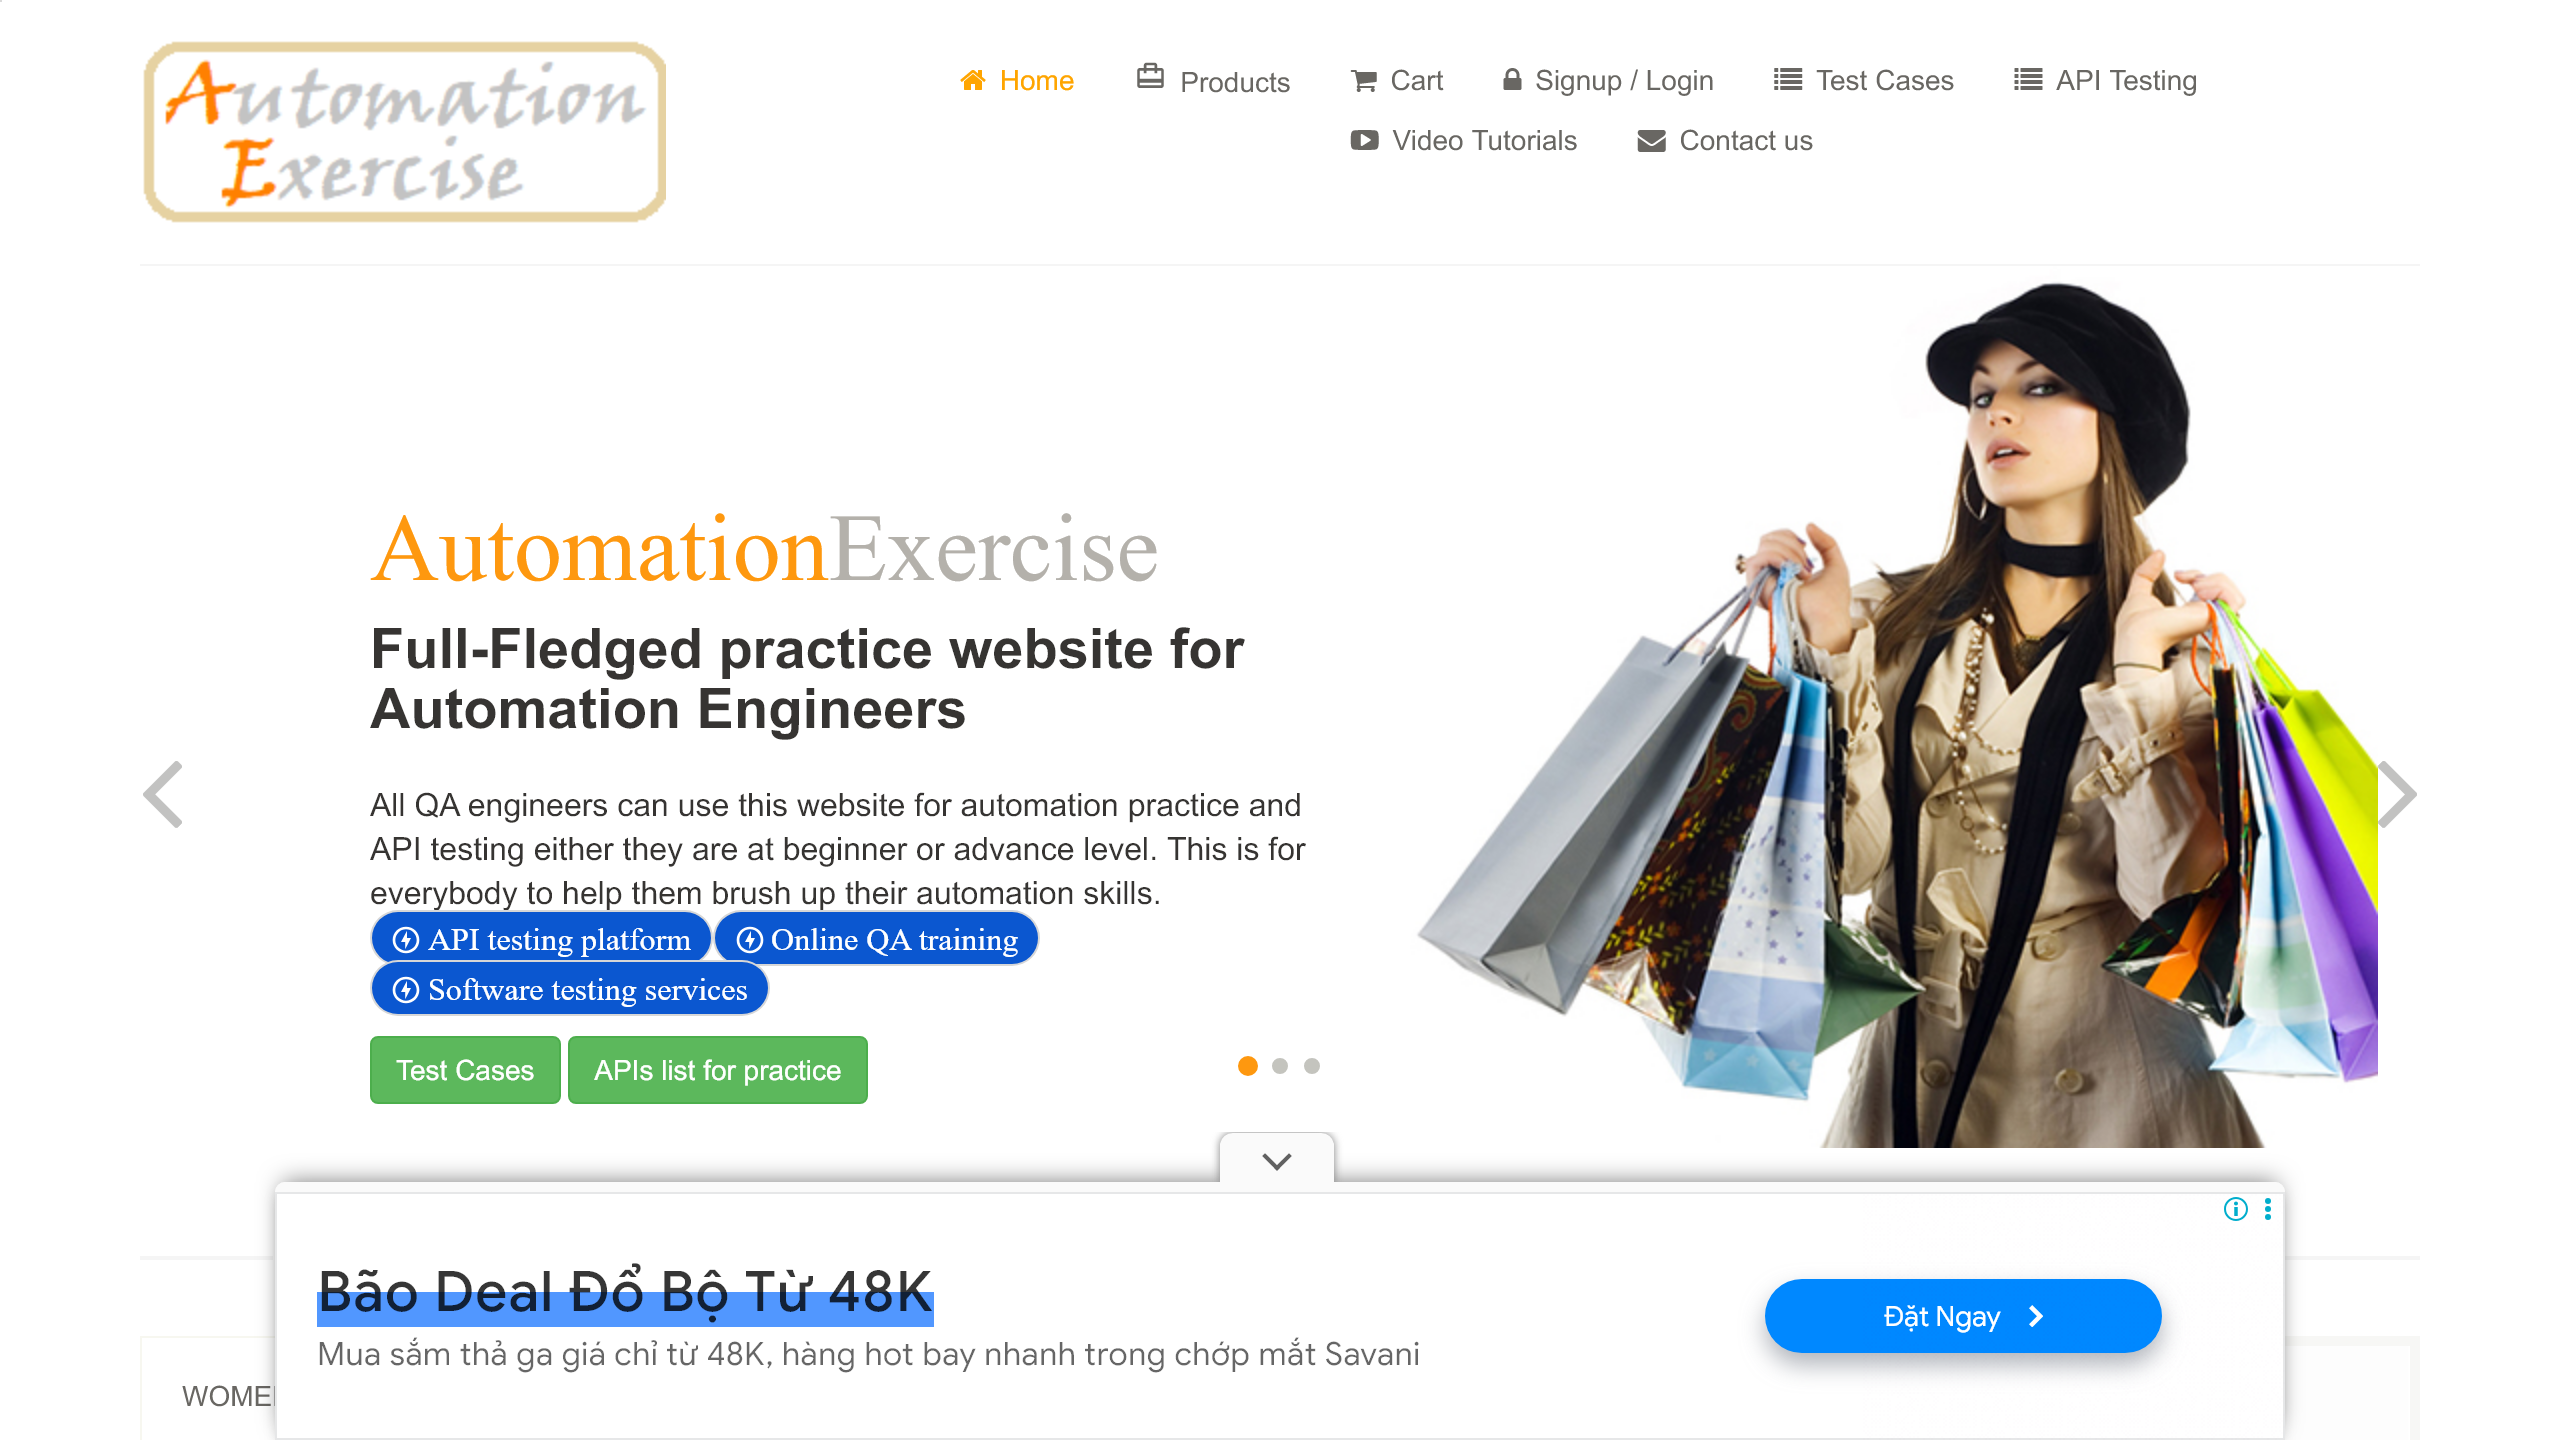 Automation
Exercise
Home
Products
Cart
Signup / Login
Test Cases
API Testing
Video Tutorials
Contact us
AutomationExercise
Full-Fledged practice website for
Automation Engineers
All QA engineers can use this website for automation practice and
API testing either they are at beginner or advance level. This is for
everybody to help them brush up their automation skills.
API testing platform
Online QA training
Software testing services
Test Cases
APIs list for practice
Bão Deal Đổ Bộ Từ 48K
Mua sắm thả ga giá chỉ từ 48K, hàng hot bay nhanh trong chớp mắt Savani
Đặt Ngay